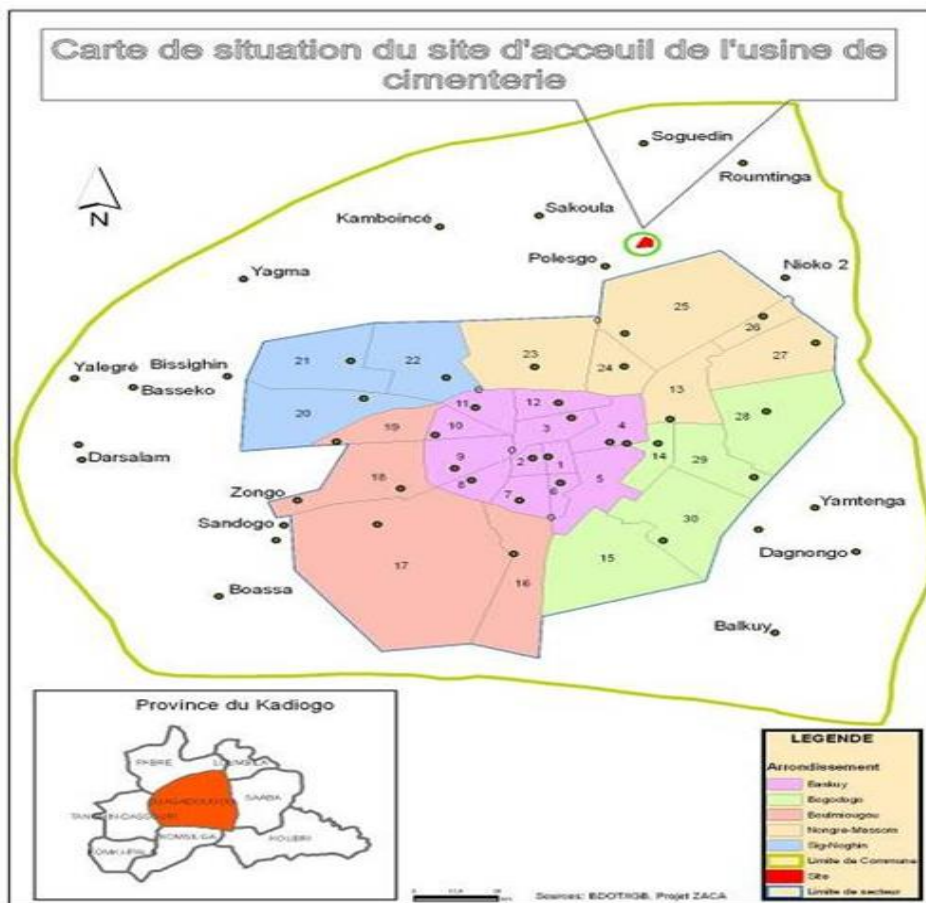 Carte de situation du site d'acceuil de l'usine de
cimenterie
Soguedin
Roumtinga
Sakoula
Kamboincé
N
Polesgo
Nioko 2
Yagma
25
26
21
22
23
24
27
Yalegré
Bissighin
Basseko
13
20
12
28
11
19
10
3
4
14
29
Darsalam
9
2
1
5
18
8
Zongo
7
6
Yamtenga
30
Sandogo
17
15
Dagnongo
16
Boassa
Balkuy
Province du Kadiogo
PABRE
SAABA
KOUBRI
LEGENDE
Arrondissement
Baskuy
Bogodogo
Boulmiougou
Nongre-Massom
Sig-Noghin
Limite de Commune
Site
Limite de secteur
Sources: BDOT/IGB, Projet ZACA